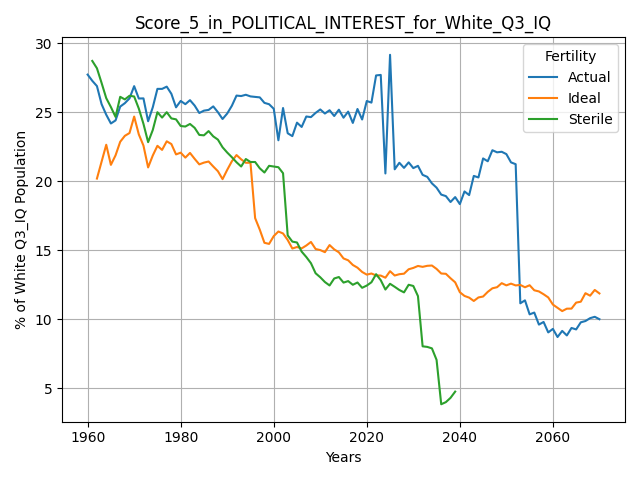 Score_5_in_POLITICAL_INTEREST_for_White_Q3_IQ
% of White Q3_IQ Population
30
25
20
15
10
5
Fertility
Actual
Ideal
Sterile
1960 1980 2000 2020 2040 2060
Years